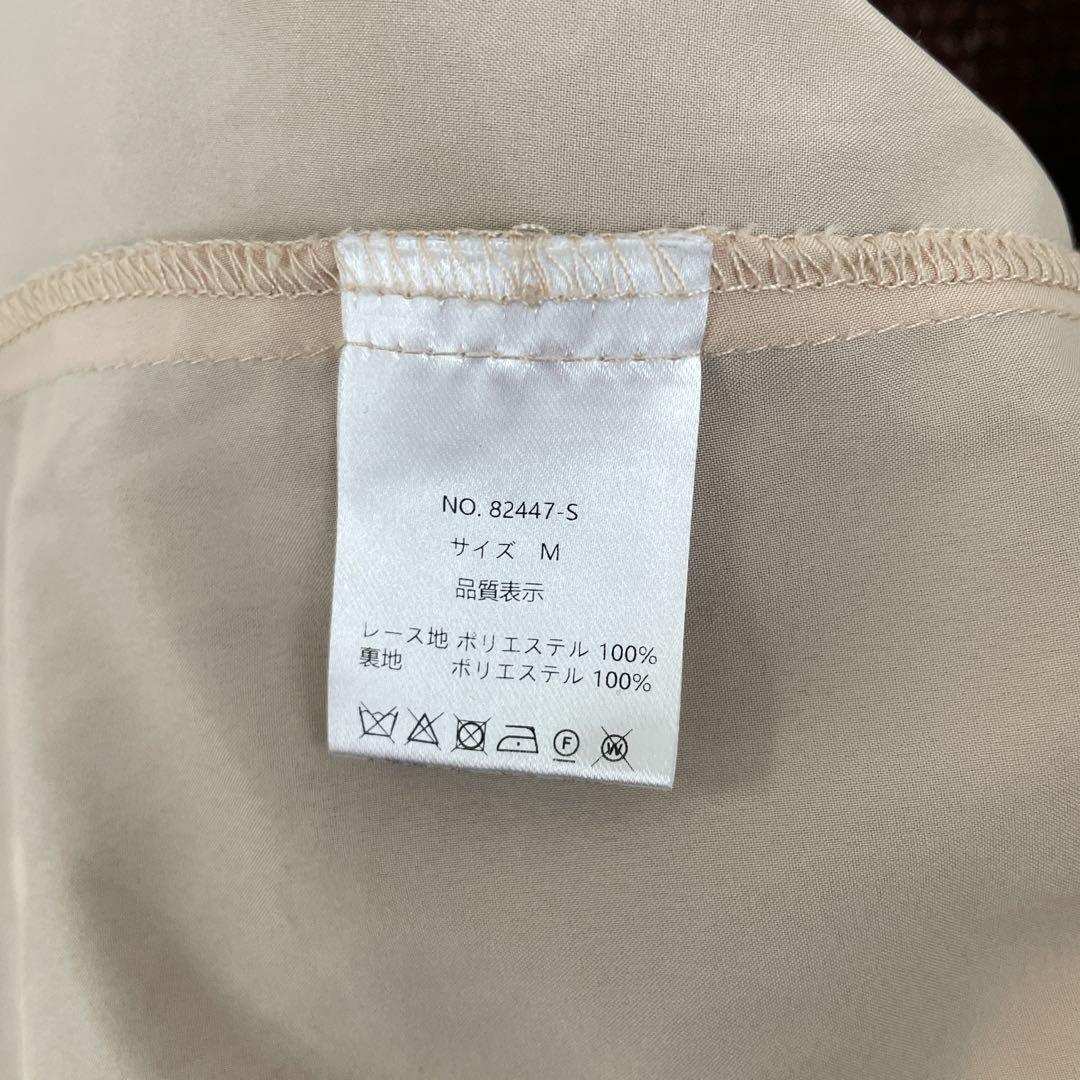 NO. 82447-S
サイズ M
品質表示
レース地 ポリエステル 100%
裏地 ポリエステル 100%
F W